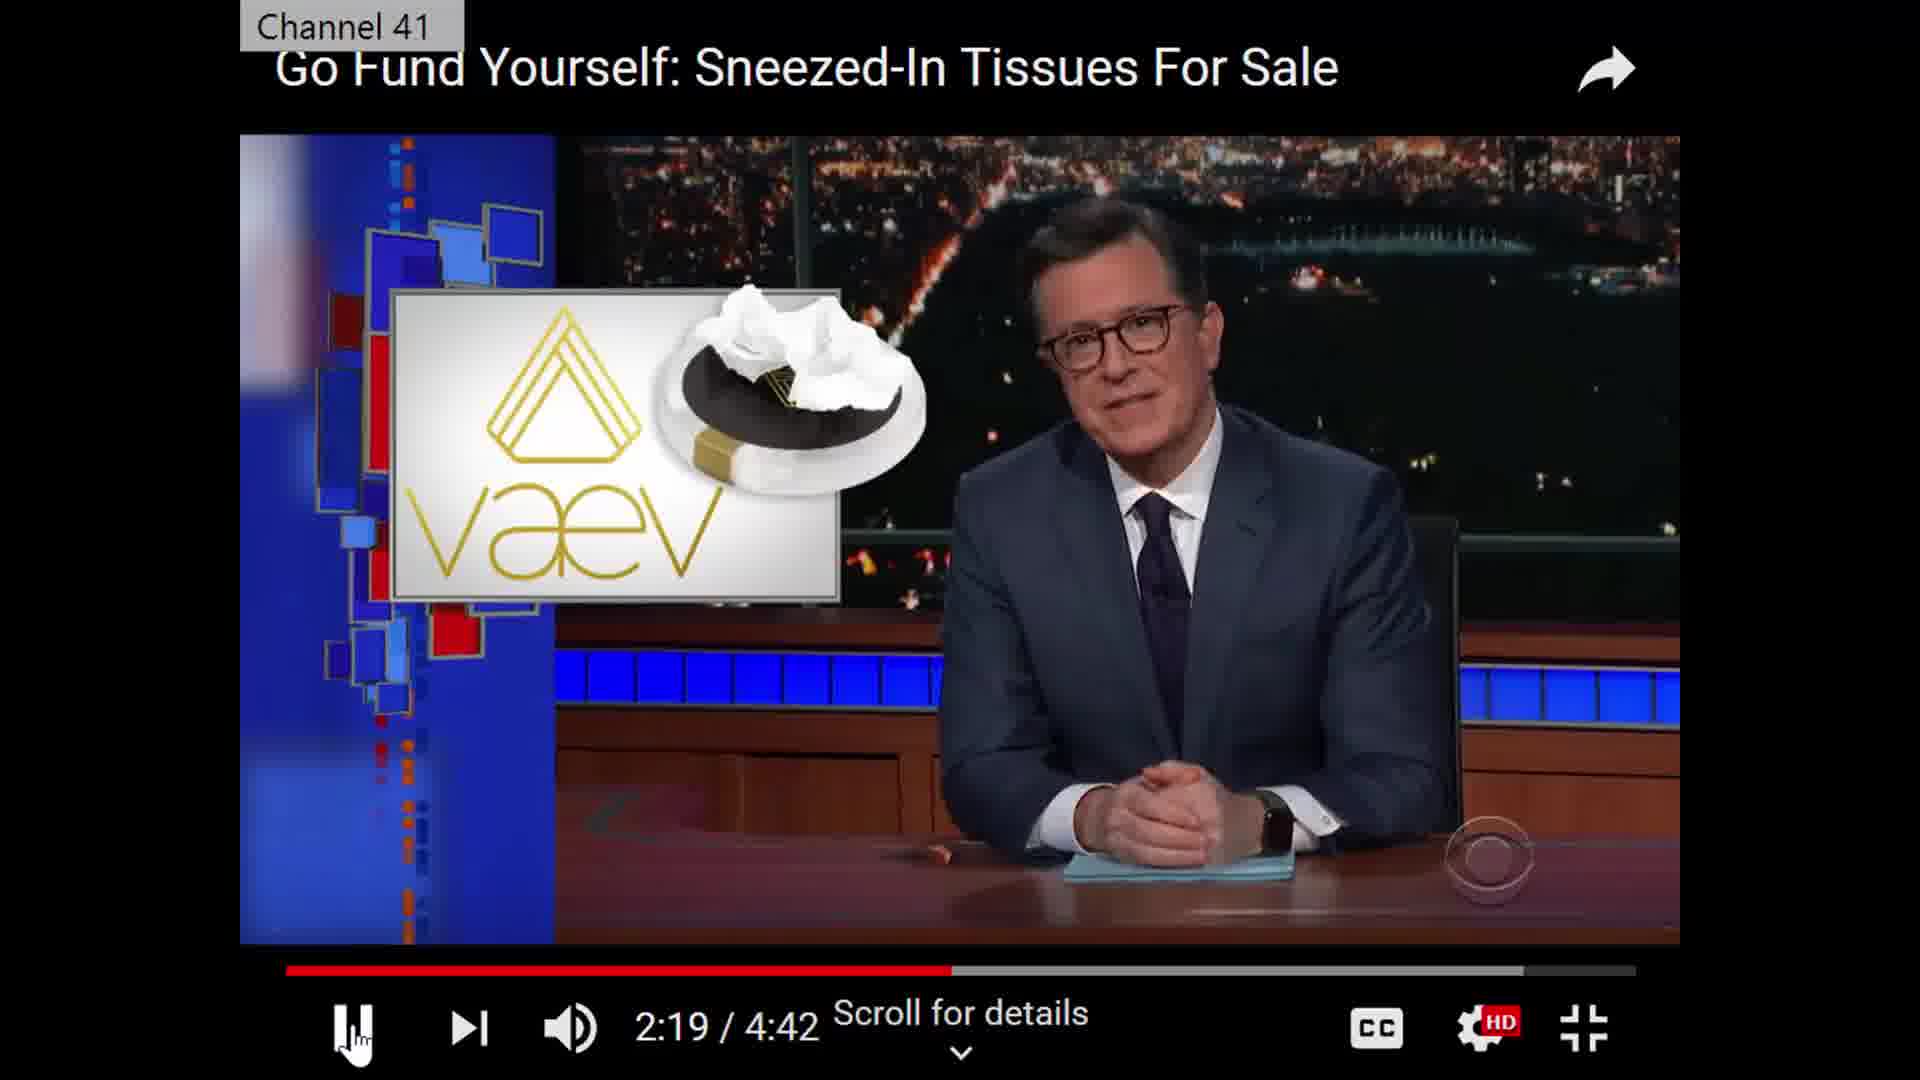 Channel 41
Go Fund Yourself: Sneezed-In Tissues For Sale
væv
2:19 / 4:42
Scroll for details
CC
HD